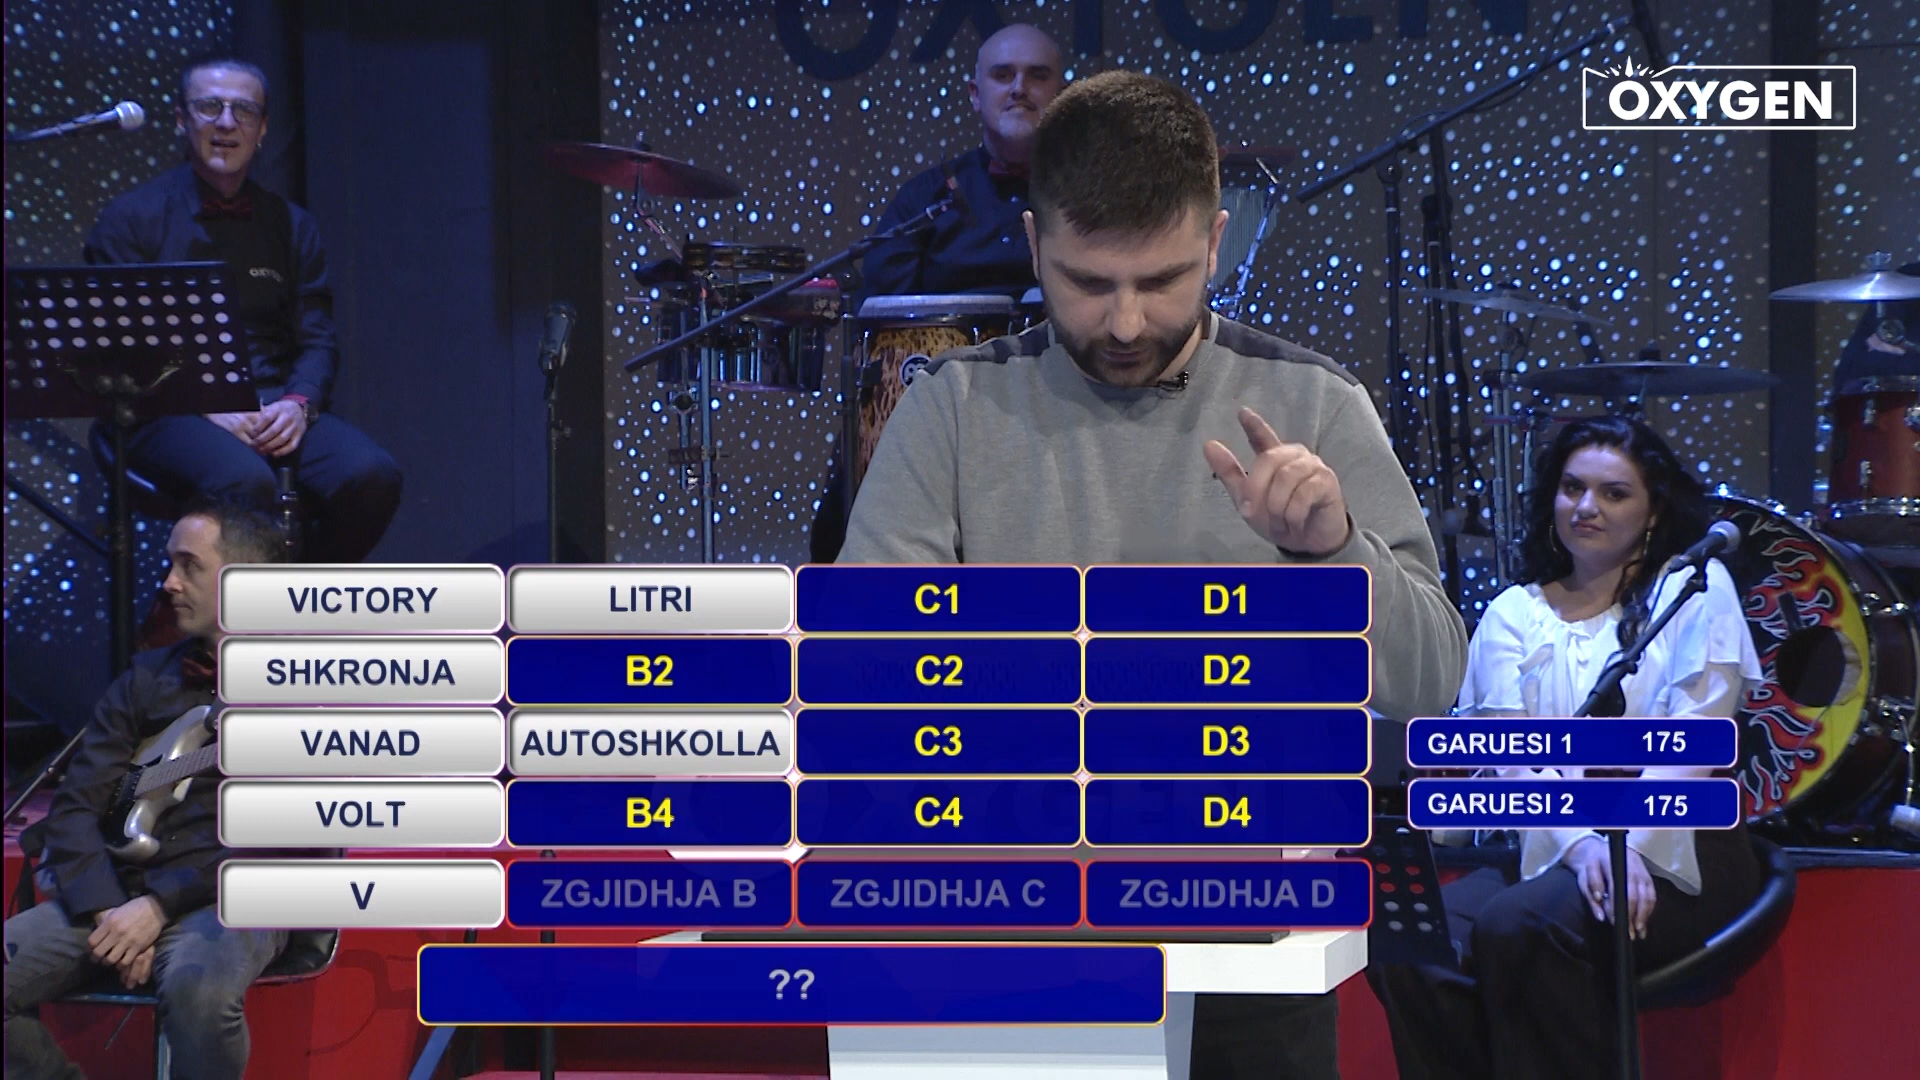 OXYGEN
OXYGEN
VICTORY LITRI C1 D1
SHKRONJA B2 C2 D2
VANAD AUTOSHKOLLA C3 D3
VOLT B4 C4 D4
V ZGJIDHJA B ZGJIDHJA C ZGJIDHJA D
??
GARUESI 1 175
GARUESI 2 175